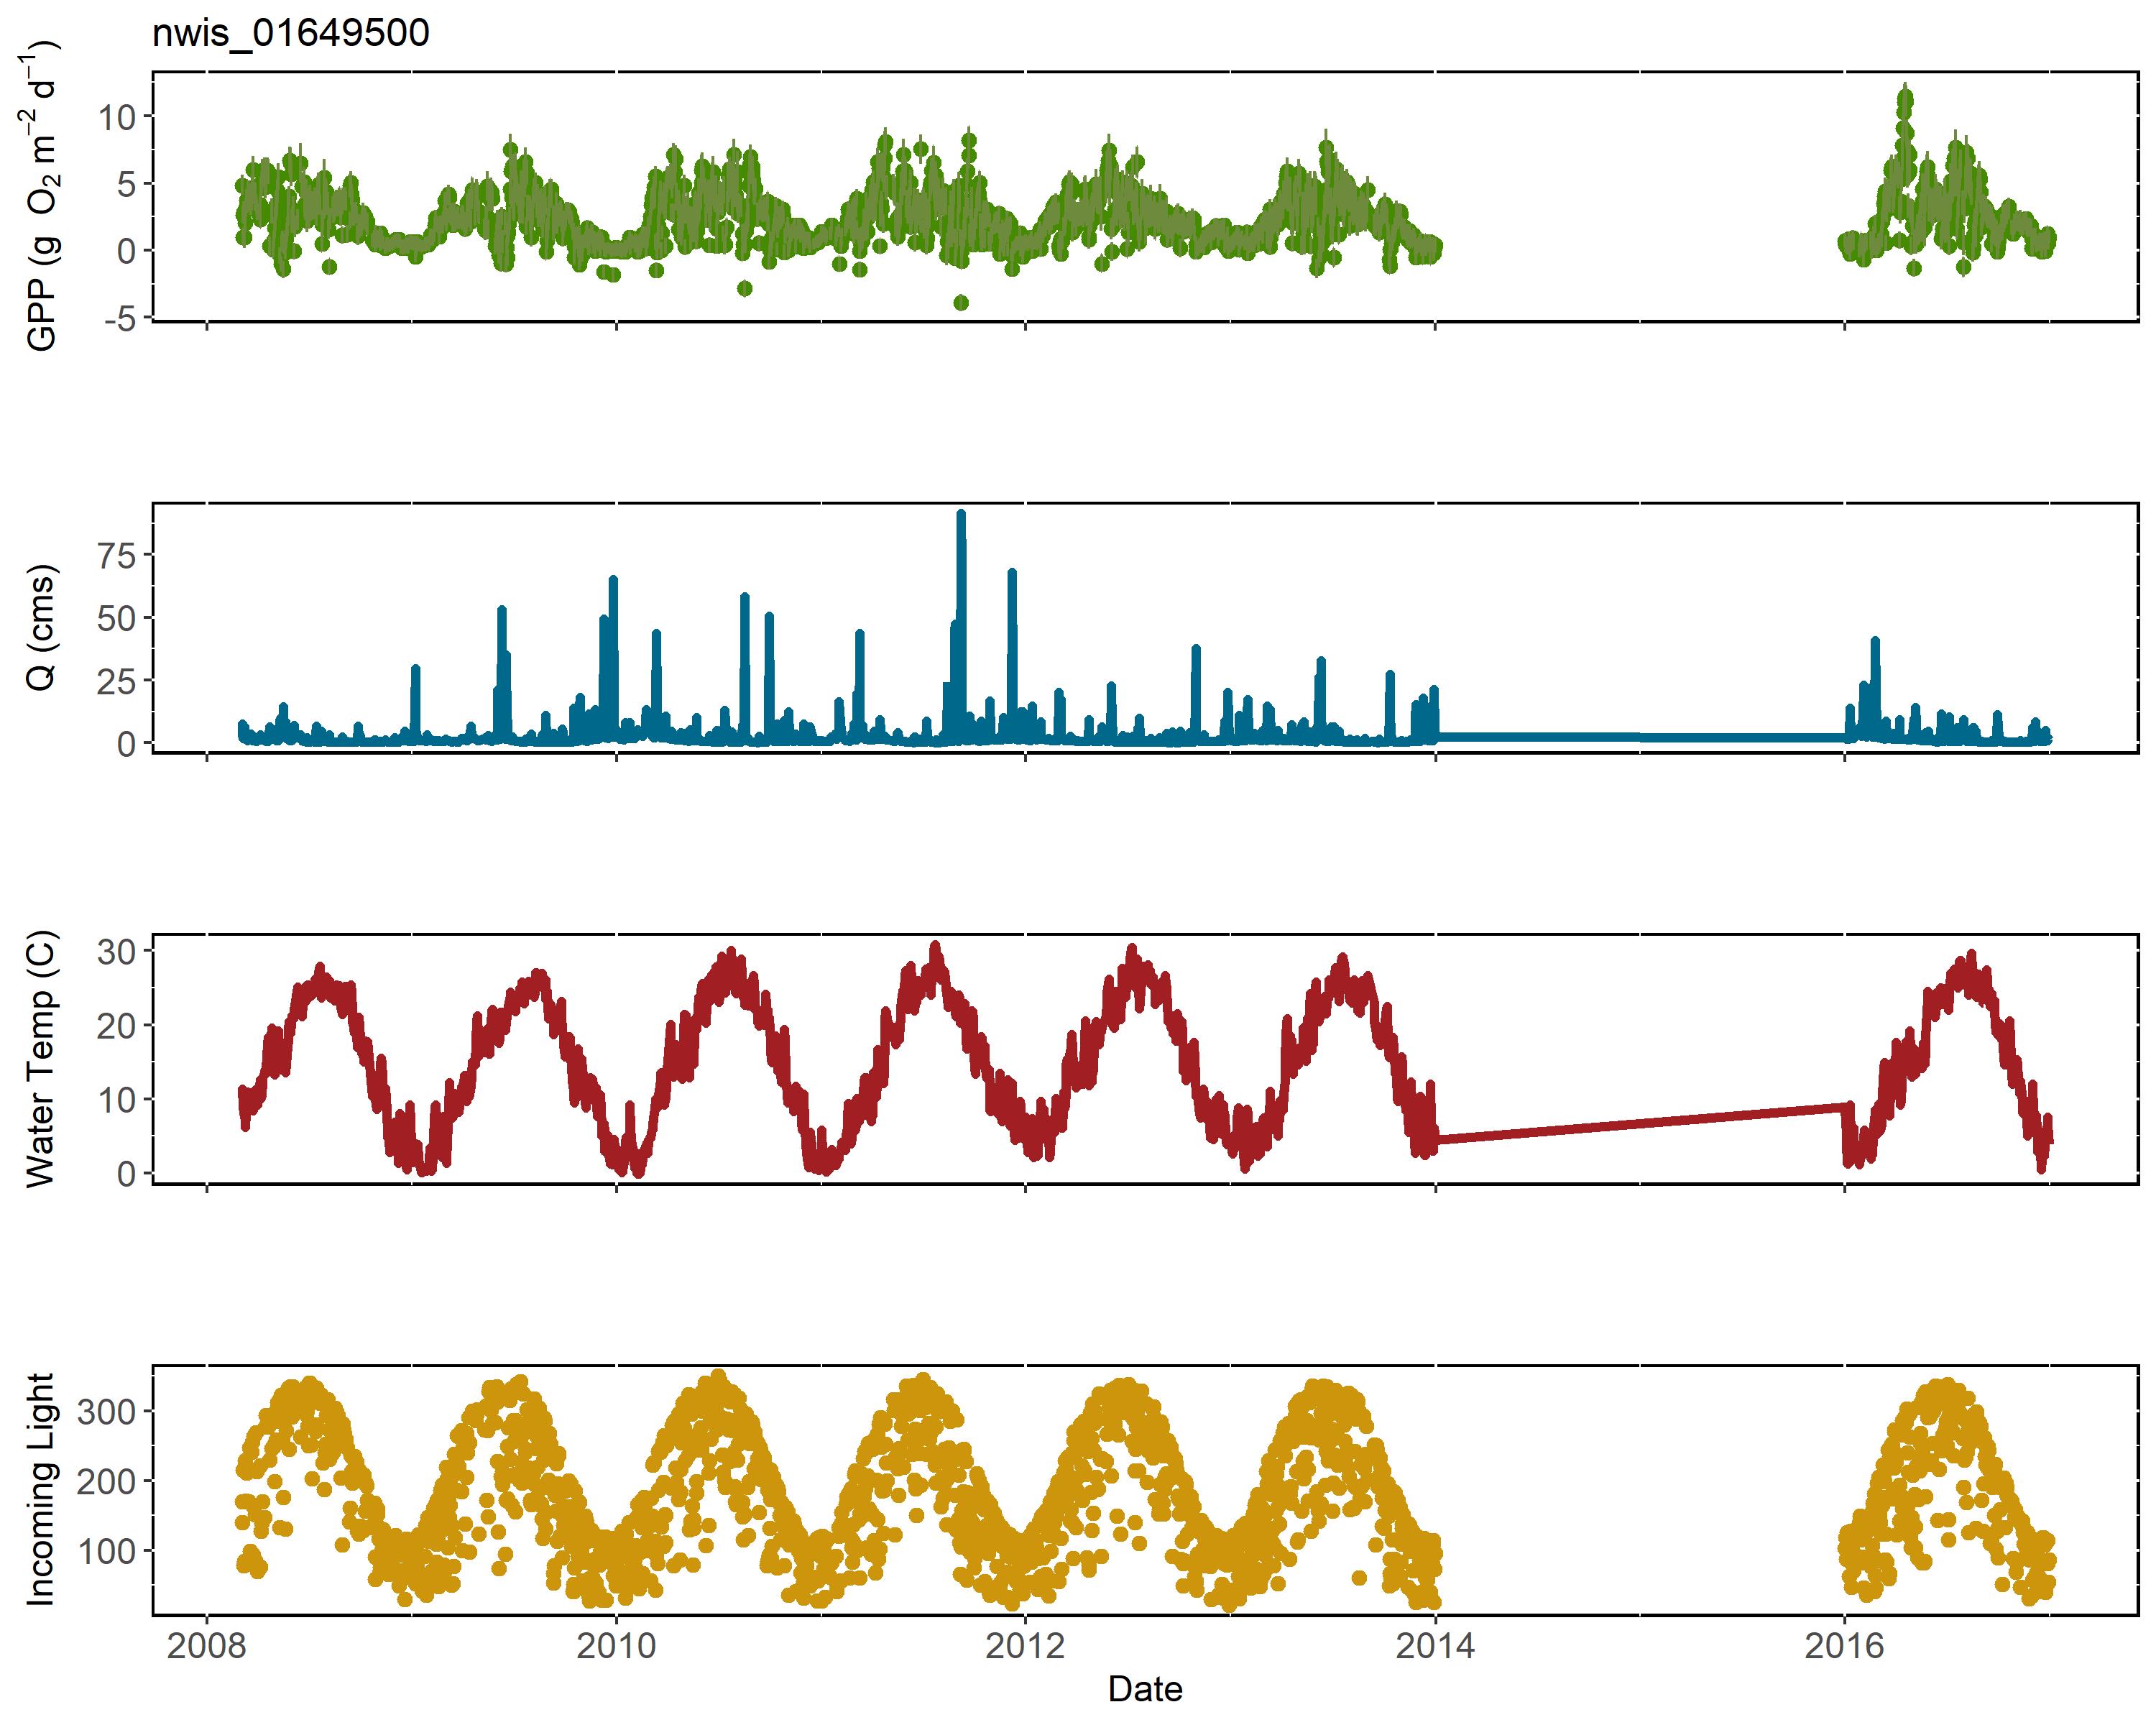 nwis_01649500
GPP (g O₂ m⁻² d⁻¹)
10
5
0
-5
Q (cms)
75
50
25
0
Water Temp (C)
30
20
10
0
Incoming Light
300
200
100
2008 2010 2012 2014 2016
Date